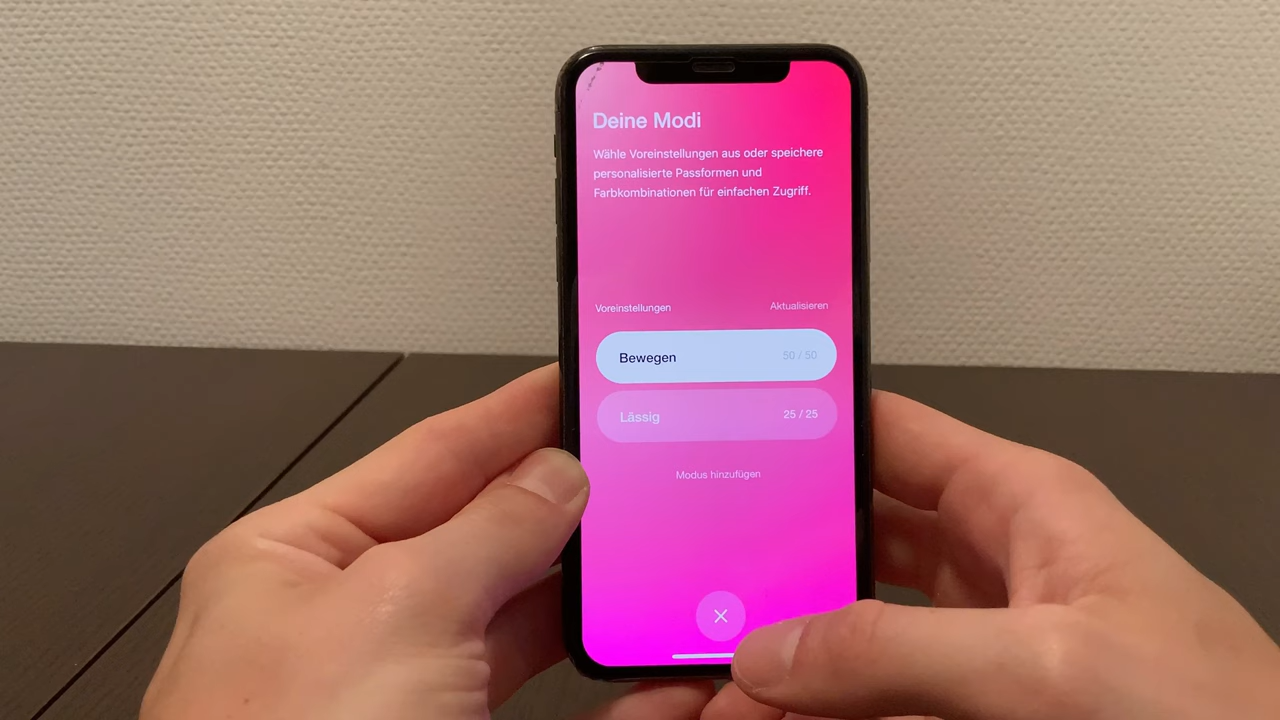 Deine Modi
Wähle Voreinstellungen aus oder speichere
personalisierte Passformen und
Farbkombinationen für einfachen Zugriff.
Voreinstellungen Aktualisieren
Bewegen 50 / 50
Lässig 25 / 25
Modus hinzufügen